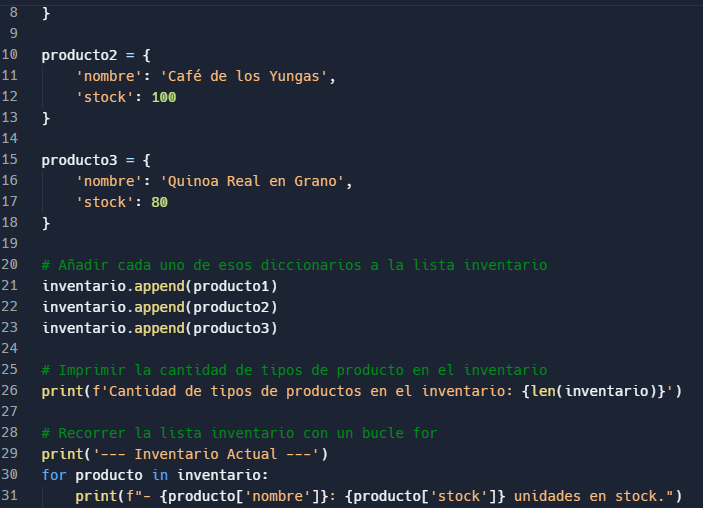 8 }
9
10 producto2 = {
11     'nombre': 'Café de los Yungas',
12     'stock': 100
13 }
14
15 producto3 = {
16     'nombre': 'Quinoa Real en Grano',
17     'stock': 80
18 }
19
20 # Añadir cada uno de esos diccionarios a la lista inventario
21 inventario.append(producto1)
22 inventario.append(producto2)
23 inventario.append(producto3)
24
25 # Imprimir la cantidad de tipos de producto en el inventario
26 print(f'Cantidad de tipos de productos en el inventario: {len(inventario)}')
27
28 # Recorrer la lista inventario con un bucle for
29 print('--- Inventario Actual ---')
30 for producto in inventario:
31     print(f"- {producto['nombre']}: {producto['stock']} unidades en stock.")